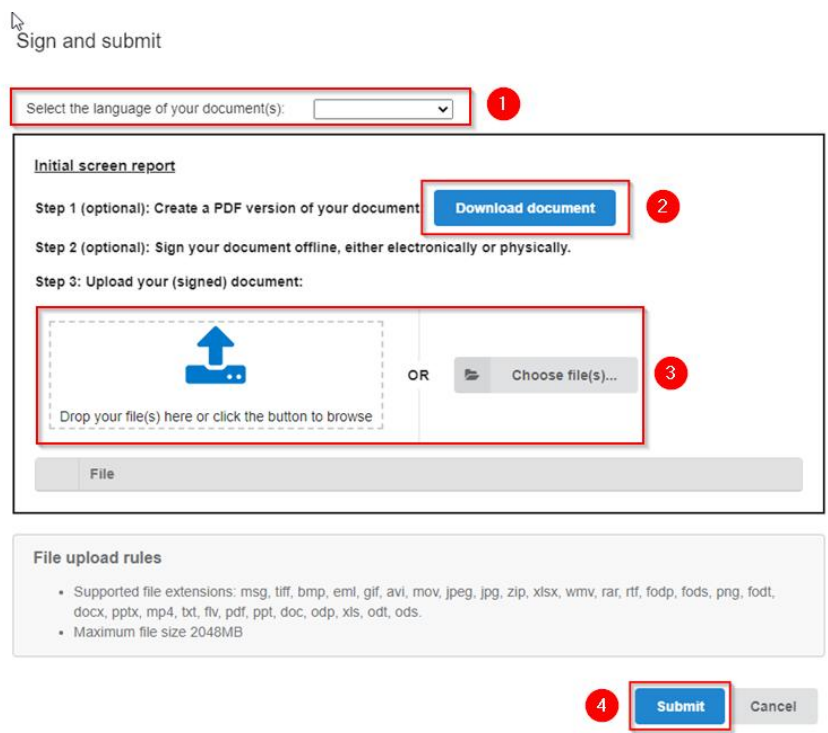 Sign and submit
Select the language of your document(s): 1
Initial screen report
Step 1 (optional): Create a PDF version of your document Download document 2
Step 2 (optional): Sign your document offline, either electronically or physically.
Step 3: Upload your (signed) document:
OR Choose file(s)... 3
Drop your file(s) here or click the button to browse
File
File upload rules
• Supported file extensions: msg, tiff, bmp, eml, gif, avi, mov, jpeg, jpg, zip, xlsx, wmv, rar, rtf, fodp, fods, png, fodt,
docx, pptx, mp4, txt, flv, pdf, ppt, doc, odp, xls, odt, ods.
• Maximum file size 2048MB
4 Submit Cancel